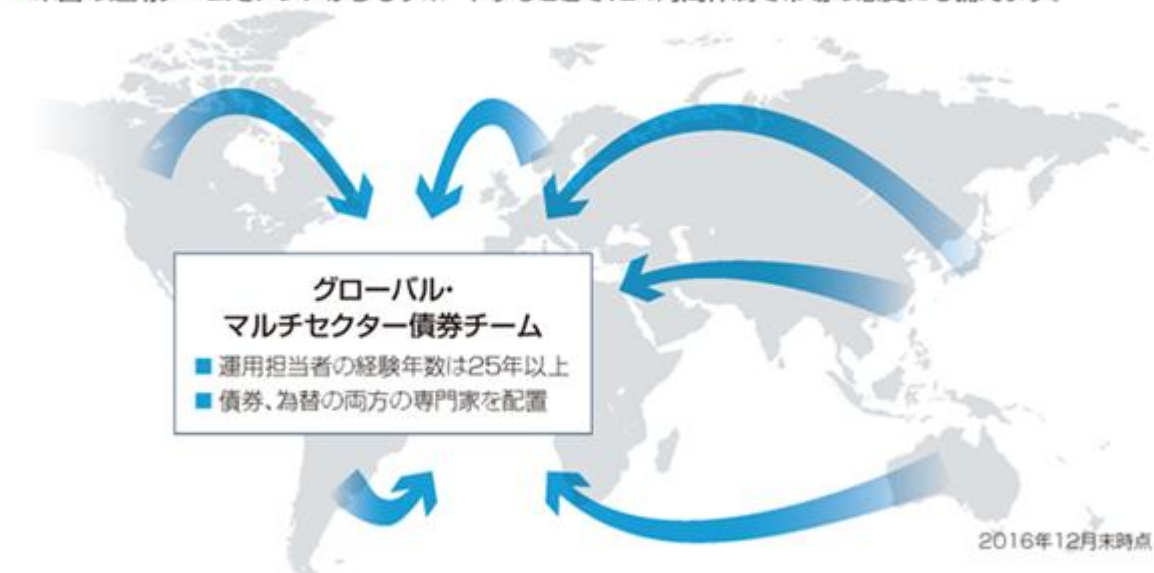 グローバル・
マルチセクター債券チーム
■ 運用担当者の経験年数は25年以上
■ 債券、為替の両方の専門家を配置
2016年12月末時点